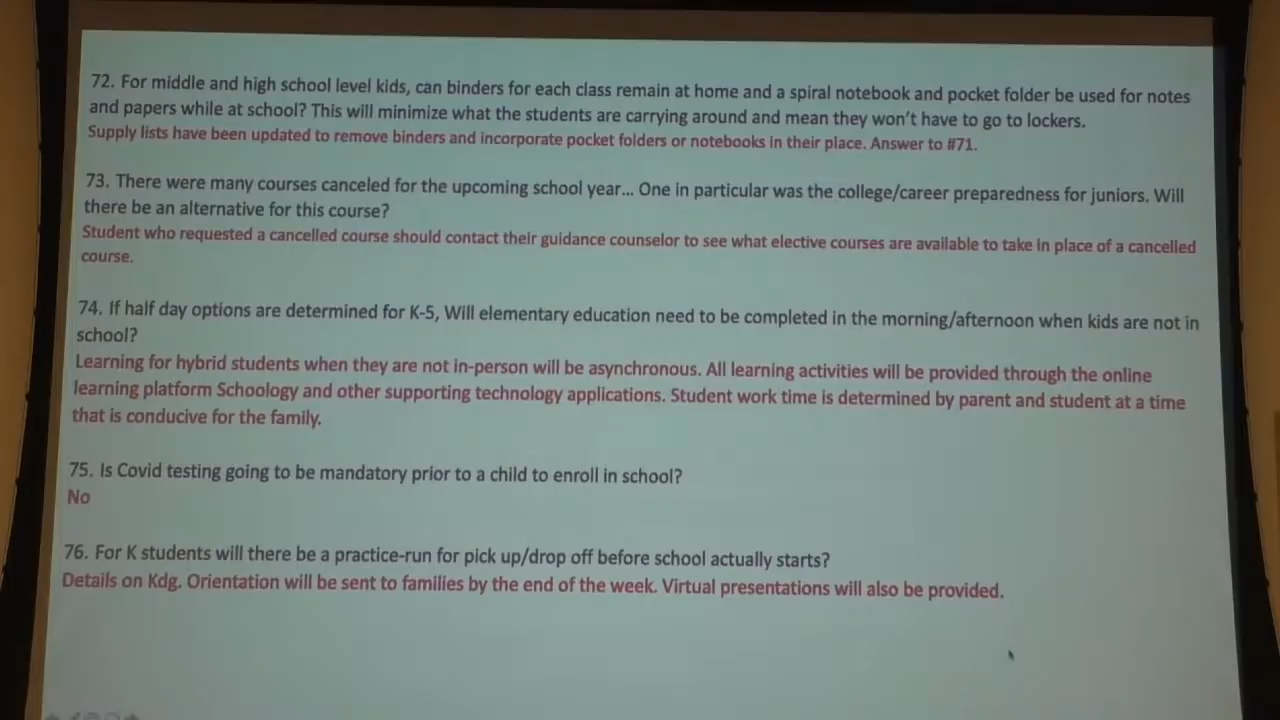 72. For middle and high school level kids, can binders for each class remain at home and a spiral notebook and pocket folder be used for notes
and papers while at school? This will minimize what the students are carrying around and mean they won't have to go to lockers.
Supply lists have been updated to remove binders and incorporate pocket folders or notebooks in their place. Answer to #71.
73. There were many courses canceled for the upcoming school year... One in particular was the college/career preparedness for juniors. Will
there be an alternative for this course?
Student who requested a cancelled course should contact their guidance counselor to see what elective courses are available to take in place of a cancelled
course.
74. If half day options are determined for K-5, Will elementary education need to be completed in the morning/afternoon when kids are not in
school?
Learning for hybrid students when they are not in-person will be asynchronous. All learning activities will be provided through the online
learning platform Schoology and other supporting technology applications. Student work time is determined by parent and student at a time
that is conducive for the family.
75. Is Covid testing going to be mandatory prior to a child to enroll in school?
No
76. For K students will there be a practice-run for pick up/drop off before school actually starts?
Details on Kdg. Orientation will be sent to families by the end of the week. Virtual presentations will also be provided.